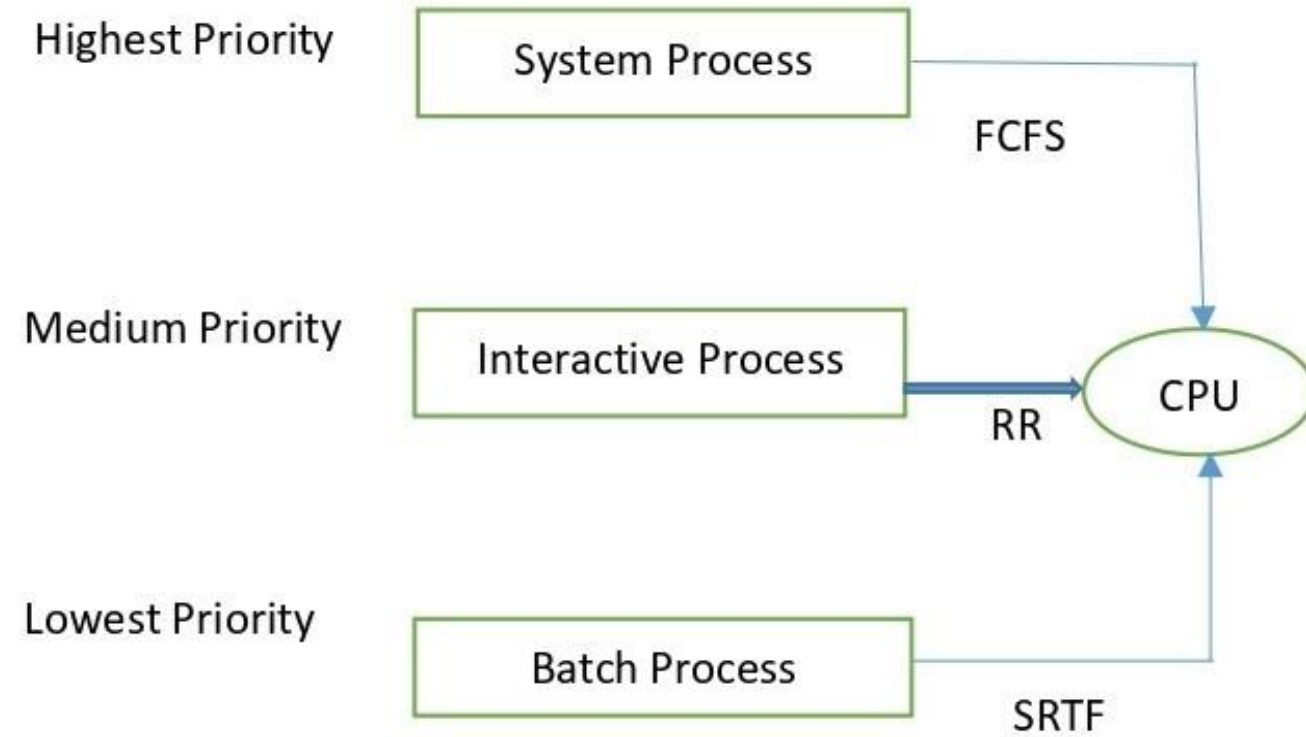 Highest Priority
System Process
FCFS
Medium Priority
Interactive Process
RR
CPU
Lowest Priority
Batch Process
SRTF